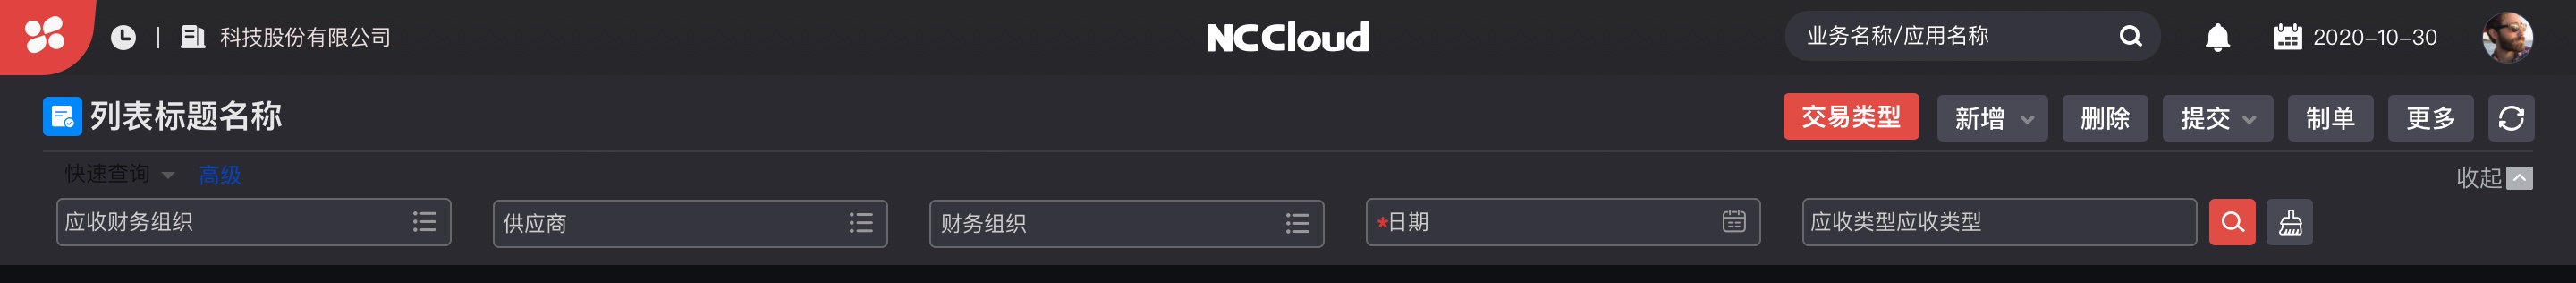 科技股份有限公司
NCCloud
业务名称/应用名称
2020-10-30
列表标题名称
交易类型
新增
删除
提交
制单
更多
快速查询
高级
收起
应收财务组织
供应商
财务组织
*日期
应收类型应收类型